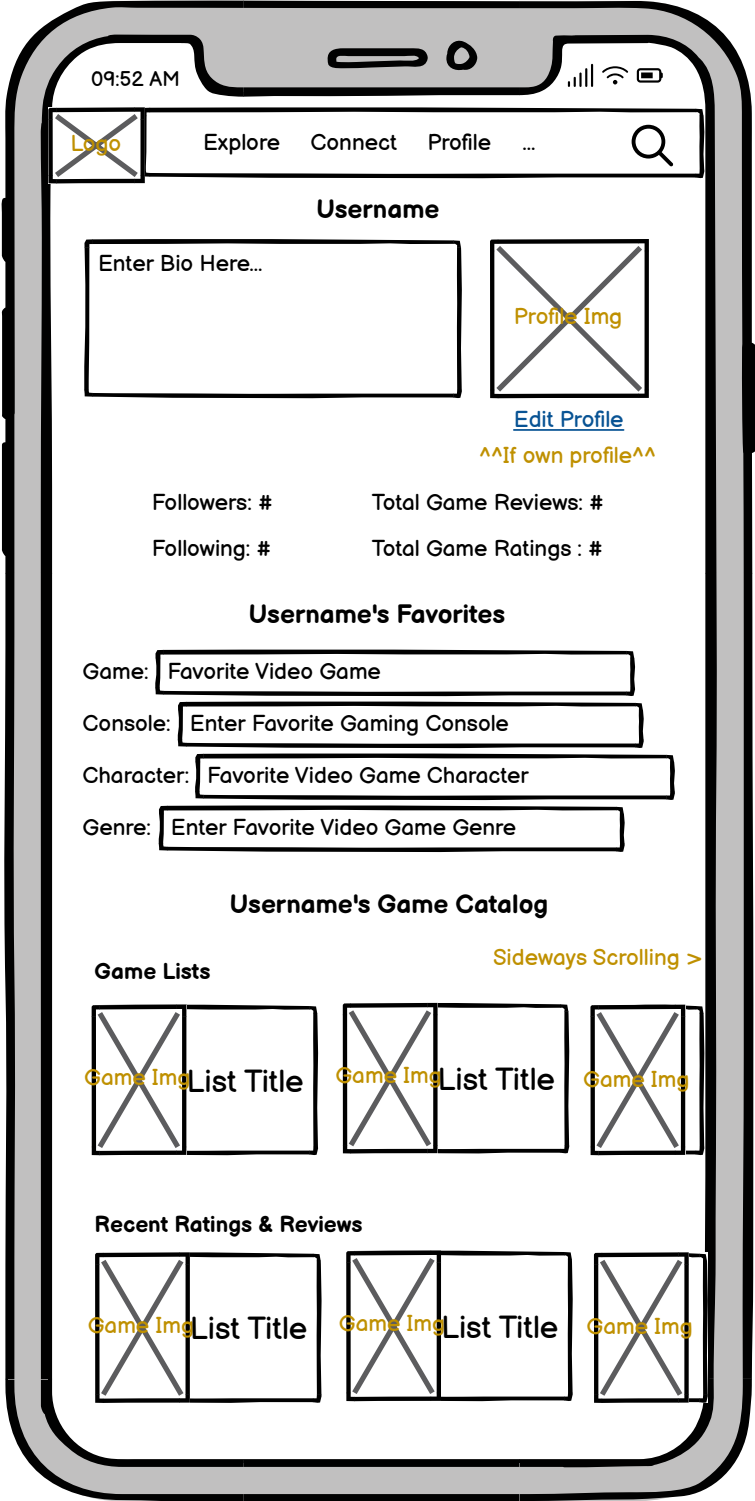 09:52 AM
Logo
Explore Connect Profile ...
Username
Enter Bio Here...
Profile Img
Edit Profile
^^If own profile^^
Followers: # Total Game Reviews: #
Following: # Total Game Ratings : #
Username's Favorites
Game: Favorite Video Game
Console: Enter Favorite Gaming Console
Character: Favorite Video Game Character
Genre: Enter Favorite Video Game Genre
Username's Game Catalog
Sideways Scrolling >
Game Lists
Game Img List Title Game Img List Title Game Img
Recent Ratings & Reviews
Game Img List Title Game Img List Title Game Img